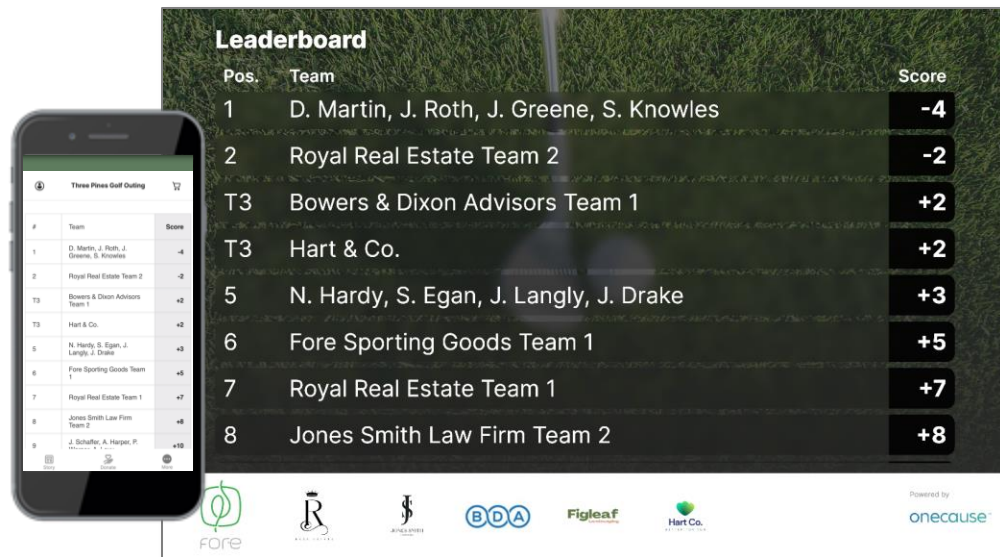 Leaderboard
Pos. Team Score
1 D. Martin, J. Roth, J. Greene, S. Knowles -4
2 Royal Real Estate Team 2 -2
T3 Bowers & Dixon Advisors Team 1 +2
T3 Hart & Co. +2
5 N. Hardy, S. Egan, J. Langly, J. Drake +3
6 Fore Sporting Goods Team 1 +5
7 Royal Real Estate Team 1 +7
8 Jones Smith Law Firm Team 2 +8
Three Pines Golf Outing
# Team Score
1 D. Martin, J. Roth, J. -4
Greene, S. Knowles
2 Royal Real Estate Team 2 -2
T3 Bowers & Dixon Advisors +2
Team 1
T3 Hart & Co. +2
5 N. Hardy, S. Egan, J. +3
Langly, J. Drake
6 Fore Sporting Goods Team +5
1
7 Royal Real Estate Team 1 +7
8 Jones Smith Law Firm +8
Team 2
9 J. Schaffer, A. Harper, P. +10
Story Donate More
FORE
R
JS
JONES SMITH
BDA
Figleaf
Hart Co.
Powered by
onecause